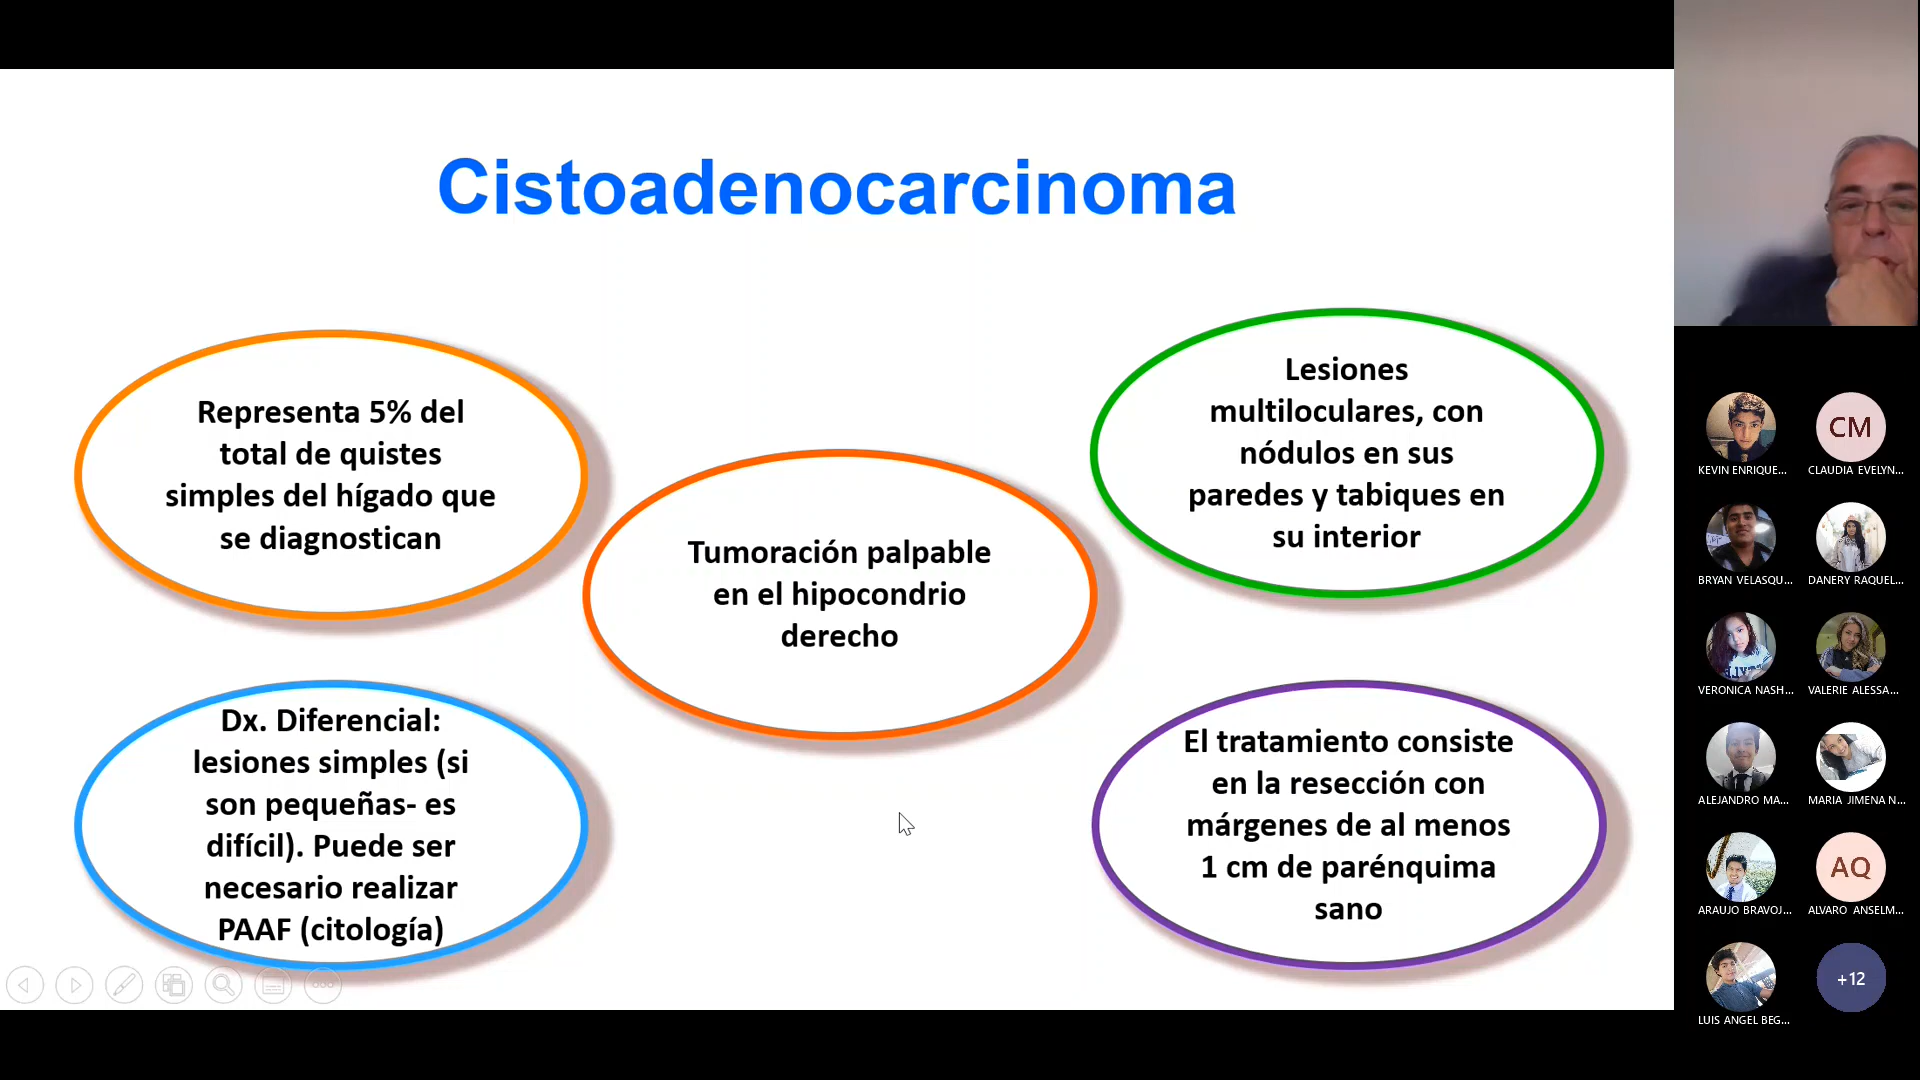 Cistoadenocarcinoma
Representa 5% del
total de quistes
simples del hígado que
se diagnostican
Dx. Diferencial:
lesiones simples (si
son pequeñas- es
difícil). Puede ser
necesario realizar
PAAF (citología)
Tumoración palpable
en el hipocondrio
derecho
Lesiones
multiloculares, con
nódulos en sus
paredes y tabiques en
su interior
El tratamiento consiste
en la resección con
márgenes de al menos
1 cm de parénquima
sano
CM
KEVIN ENRIQUE...
CLAUDIA EVELYN...
BRYAN VELASQU...
DANERY RAQUEL...
VERONICA NASH...
VALERIE ALESSA...
ALEJANDRO MA...
MARIA JIMENA N...
AQ
ARAUJO BRAVOJ...
ALVARO ANSELM...
+12
LUIS ANGEL BEG...